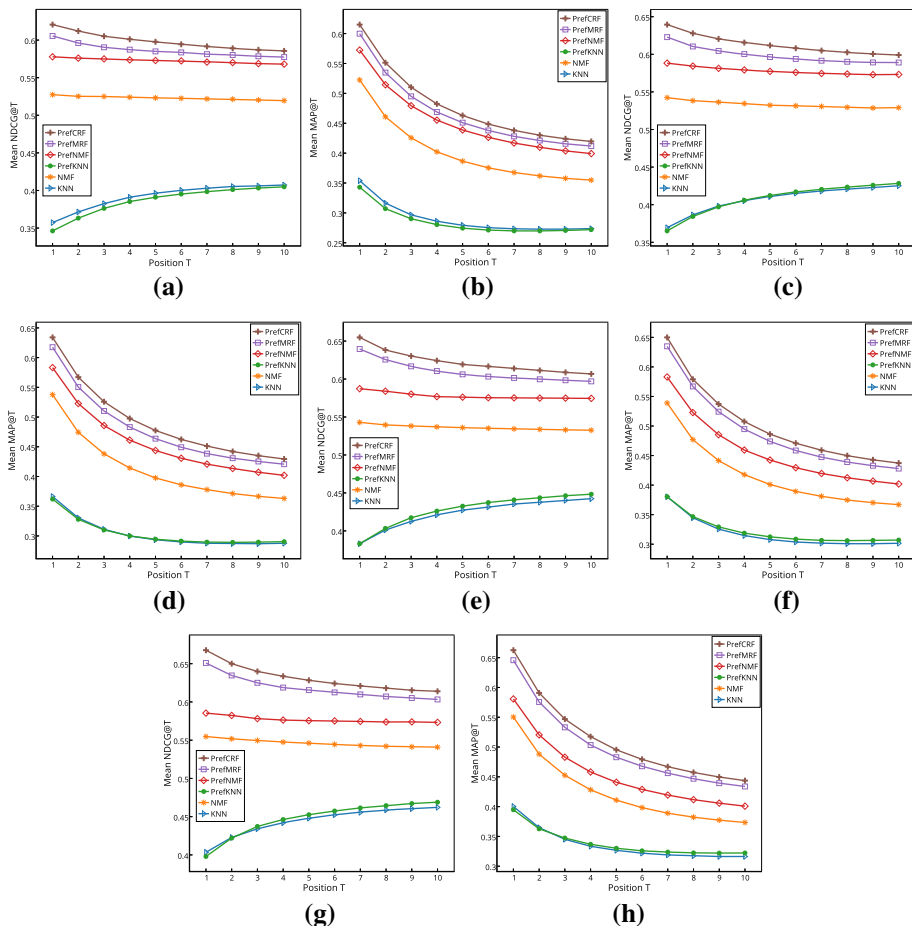 Mean NDCG@T
0.6
0.55
0.5
0.45
0.4
0.35
PrefCRF
PrefMRF
PrefNMF
PrefKNN
NMF
KNN
1 2 3 4 5 6 7 8 9 10
Position T
(a)
Mean MAP@T
0.6
0.55
0.5
0.45
0.4
0.35
0.3
0.25
PrefCRF
PrefMRF
PrefNMF
PrefKNN
NMF
KNN
1 2 3 4 5 6 7 8 9 10
Position T
(b)
Mean NDCG@T
0.65
0.6
0.55
0.5
0.45
0.4
0.35
PrefCRF
PrefMRF
PrefNMF
PrefKNN
NMF
KNN
1 2 3 4 5 6 7 8 9 10
Position T
(c)
Mean MAP@T
0.65
0.6
0.55
0.5
0.45
0.4
0.35
0.3
PrefCRF
PrefMRF
PrefNMF
PrefKNN
NMF
KNN
1 2 3 4 5 6 7 8 9 10
Position T
(d)
Mean NDCG@T
0.65
0.6
0.55
0.5
0.45
0.4
PrefCRF
PrefMRF
PrefNMF
PrefKNN
NMF
KNN
1 2 3 4 5 6 7 8 9 10
Position T
(e)
Mean MAP@T
0.65
0.6
0.55
0.5
0.45
0.4
0.35
0.3
PrefCRF
PrefMRF
PrefNMF
PrefKNN
NMF
KNN
1 2 3 4 5 6 7 8 9 10
Position T
(f)
Mean NDCG@T
0.65
0.6
0.55
0.5
0.45
0.4
PrefCRF
PrefMRF
PrefNMF
PrefKNN
NMF
KNN
1 2 3 4 5 6 7 8 9 10
Position T
(g)
Mean MAP@T
0.65
0.6
0.55
0.5
0.45
0.4
0.35
0.3
PrefCRF
PrefMRF
PrefNMF
PrefKNN
NMF
KNN
1 2 3 4 5 6 7 8 9 10
Position T
(h)